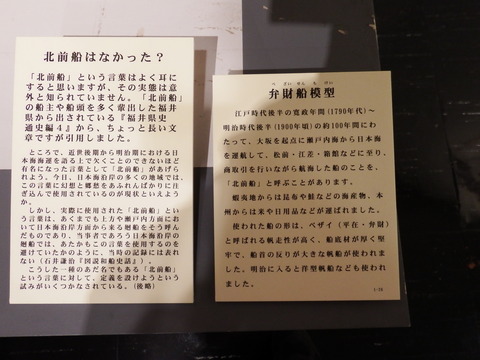 北前船はなかった？
「北前船」という言葉はよく耳に
すると思いますが、その実態は意
外と知られていません。「北前船」
の船主や船頭を多く輩出した福井
県から出されている『福井県史
通史編４』から、ちょっと長い文
章ですが引用しました。
ところで、近世後期から明治期における日
本海海運を語る上で欠くことのできないほど
有名になった言葉として「北前船」があげら
れよう。今日、日本海沿岸の多くの地域では、
この言葉に幻想と郷愁をあふれんばかりに注
ぎ込んで使用されているのが現状といえよう
か。
しかし、実際に使用された「北前船」とい
う言葉は、あくまでも上方や瀬戸内方面にお
いて日本海沿岸方面から来る廻船をそう呼ん
だものであり、当事者であろう日本海沿岸の
廻船では、あたかもこの言葉を使用するのを
避けていたかのように、当時の記録には表れ
ない（石井謙治『図説和船史話』）。
こうした一種のあだ名でもある「北前船」
という言葉に対して、定義を設けようという
試みがいくつかなされている。（後略）
べざいせんもけい
弁財船模型
江戸時代後半の寛政年間（1790年代）～
明治時代後半（1900年頃）の約100年間にわ
たって、大阪を起点に瀬戸内海から日本海
を運航して、松前・江差・箱館などに至り、
商取引を行いながら航海した船のことを、
「北前船」と呼ぶことがあります。
蝦夷地からは昆布や鮭などの海産物、本
州からは米や日用品などが運ばれました。
使われた船の形は、ベザイ（平在・弁財）
と呼ばれる帆走性が高く、船底材が厚く堅
牢で、船首の反りが大きな帆船が使われま
した。明治に入ると洋型帆船なども使われ
ました。